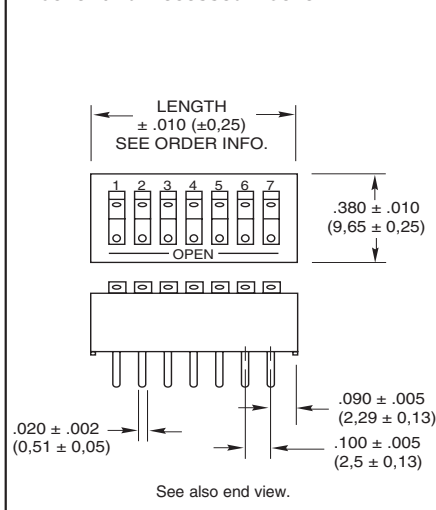 LENGTH
± .010 (±0,25)
SEE ORDER INFO.
1 2 3 4 5 6 7
OPEN
.380 ± .010
(9,65 ± 0,25)
.090 ± .005
(2,29 ± 0,13)
.020 ± .002
(0,51 ± 0,05)
.100 ± .005
(2,5 ± 0,13)
See also end view.